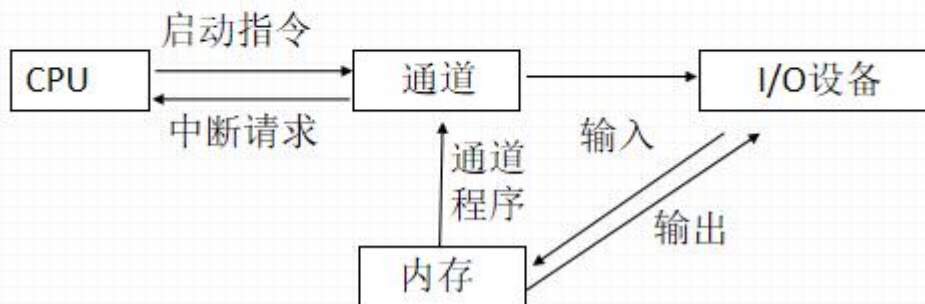 启动指令
CPU
通道
I/O设备
中断请求
输入
通道
程序
输出
内存